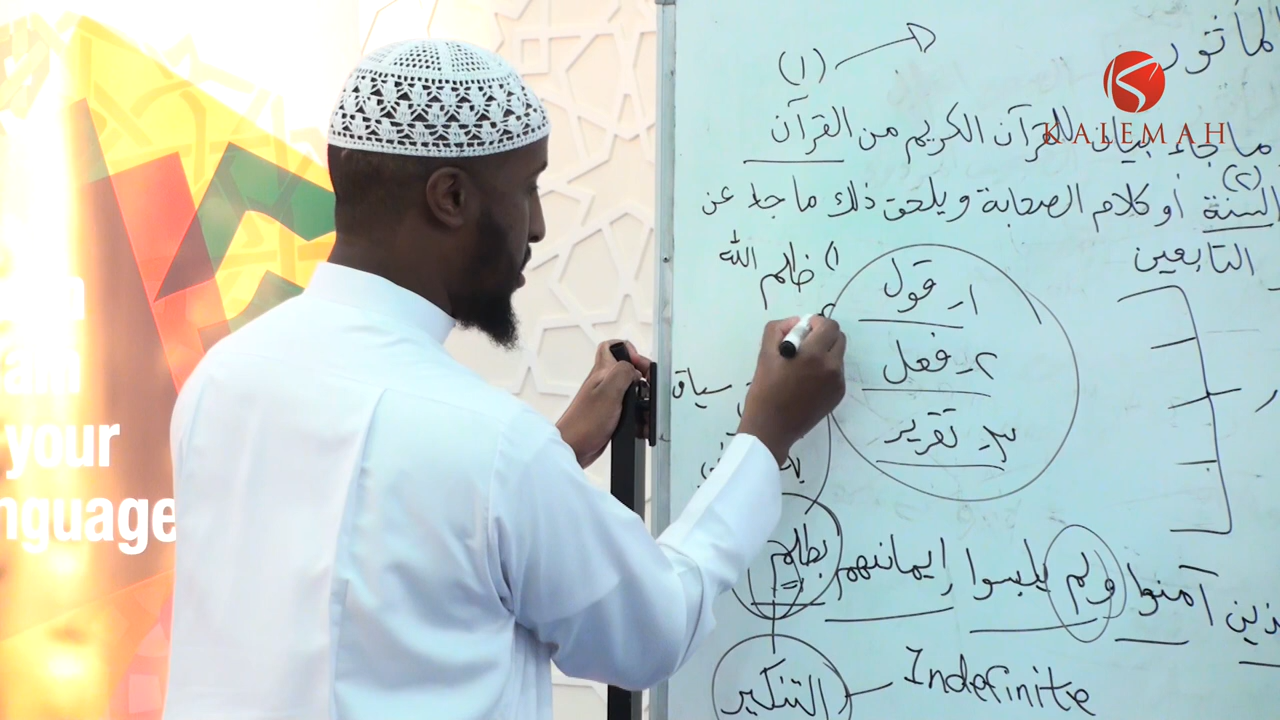 المأثور
(١)
KALEMAH
ما جاء بيان للقرآن الكريم من القرآن
(٢)
السنة أو كلام الصحابة ويلحق ذلك ما جاء عن
التابعين
١) ظلم الله
١- قول
٢- فعل
٣- تقرير
سياق
آمنوا ولم يلبسوا إيمانهم بظلم
التنكير
Indefinite
your
nguage